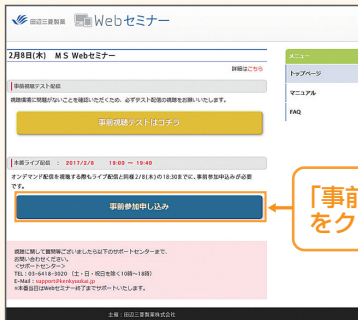 田辺三菱製薬 Webセミナー
2月8日(木) MS Webセミナー
詳細はこちら
事前視聴テスト配信
視聴環境に問題がないことを確認いただくため、必ずテスト配信の視聴をお願いいたします。
事前視聴テストはコチラ
本番ライブ配信 : 2017/2/8 19:00 ~ 19:40
オンデマンド配信を視聴する際もライブ配信と同様2/8(木)の18:30までに、事前参加申込みが必要
です。
事前参加申し込み
視聴に関して質問等ございましたら以下のサポートセンターまで、
お問い合わせください。
<サポートセンター>
TEL:03-6418-3020 (土・日・祝日を除く10時~18時)
E-Mail:support@kenkyuukai.jp
※本番当日はWebセミナー終了までサポートいたします。
主催:田辺三菱製薬株式会社
メニュー
トップページ
マニュアル
FAQ
「事前
をク